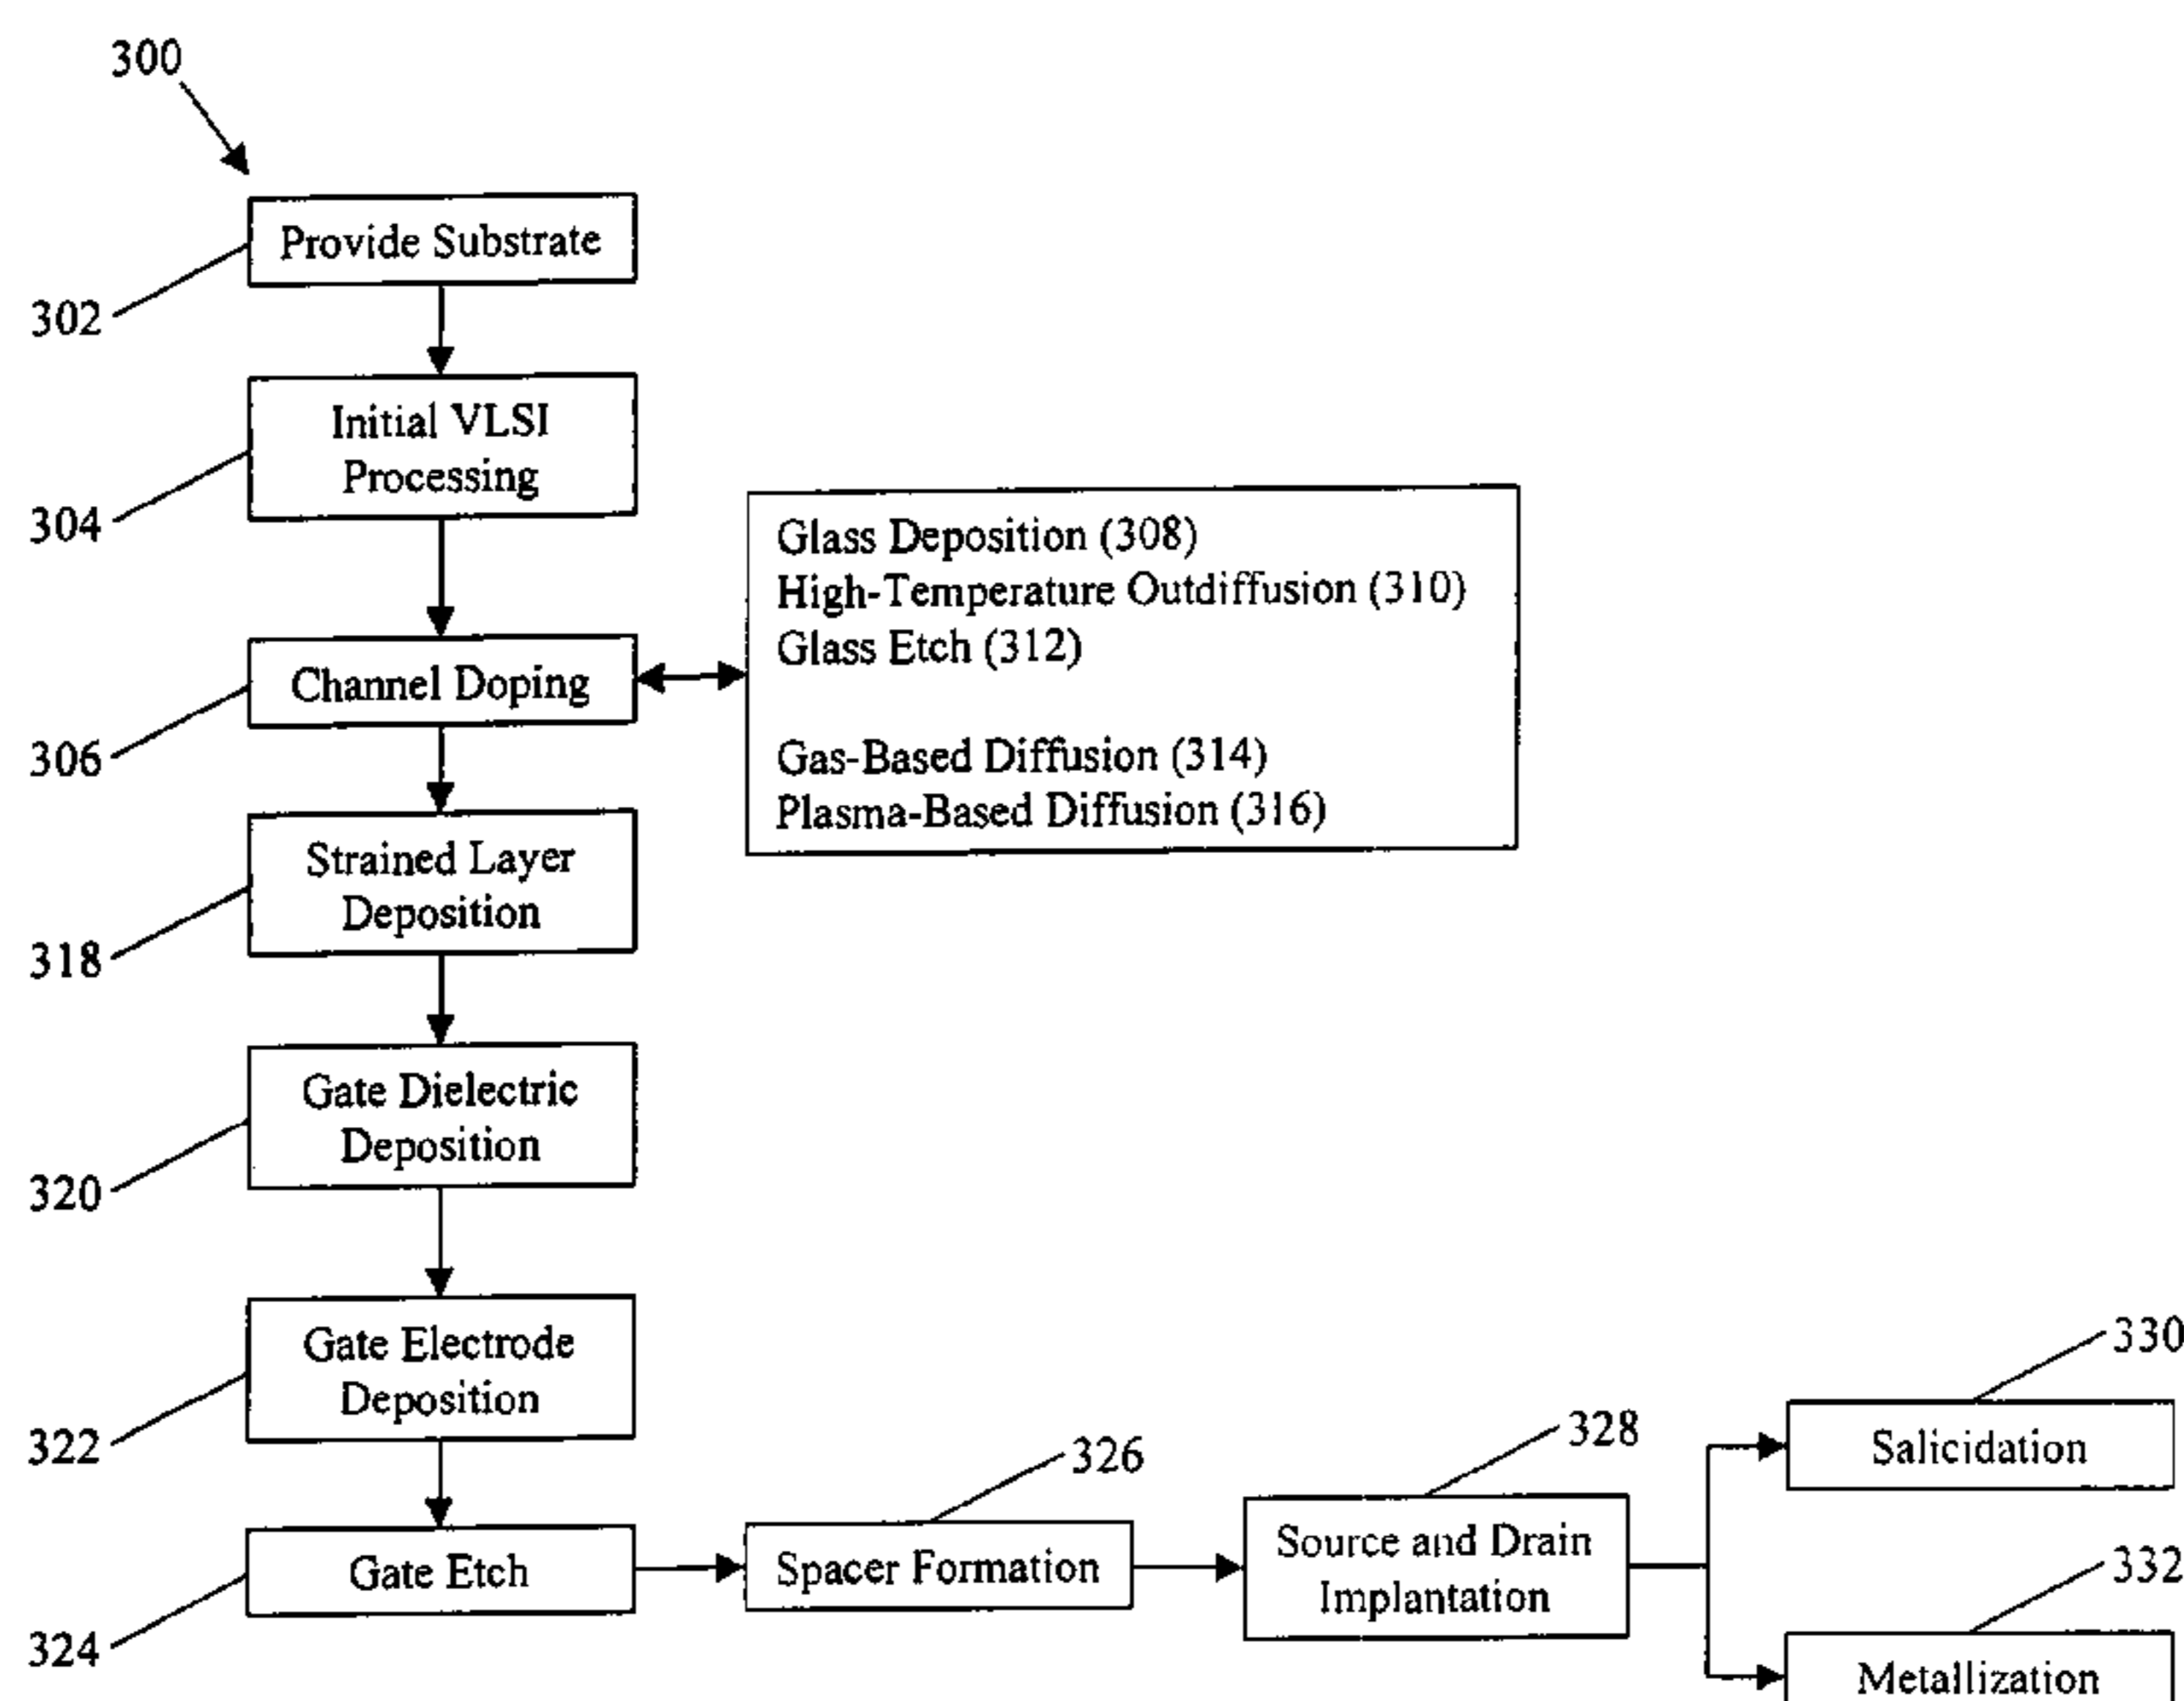 300
Provide Substrate
302
Initial VLSI
Processing
304
Glass Deposition (308)
High-Temperature Outdiffusion (310)
Glass Etch (312)
Channel Doping
306
Gas-Based Diffusion (314)
Plasma-Based Diffusion (316)
Strained Layer
Deposition
318
Gate Dielectric
Deposition
320
Gate Electrode
Deposition
322
Gate Etch
324
326
Spacer Formation
328
Source and Drain
Implantation
330
Salicidation
332
Metallization